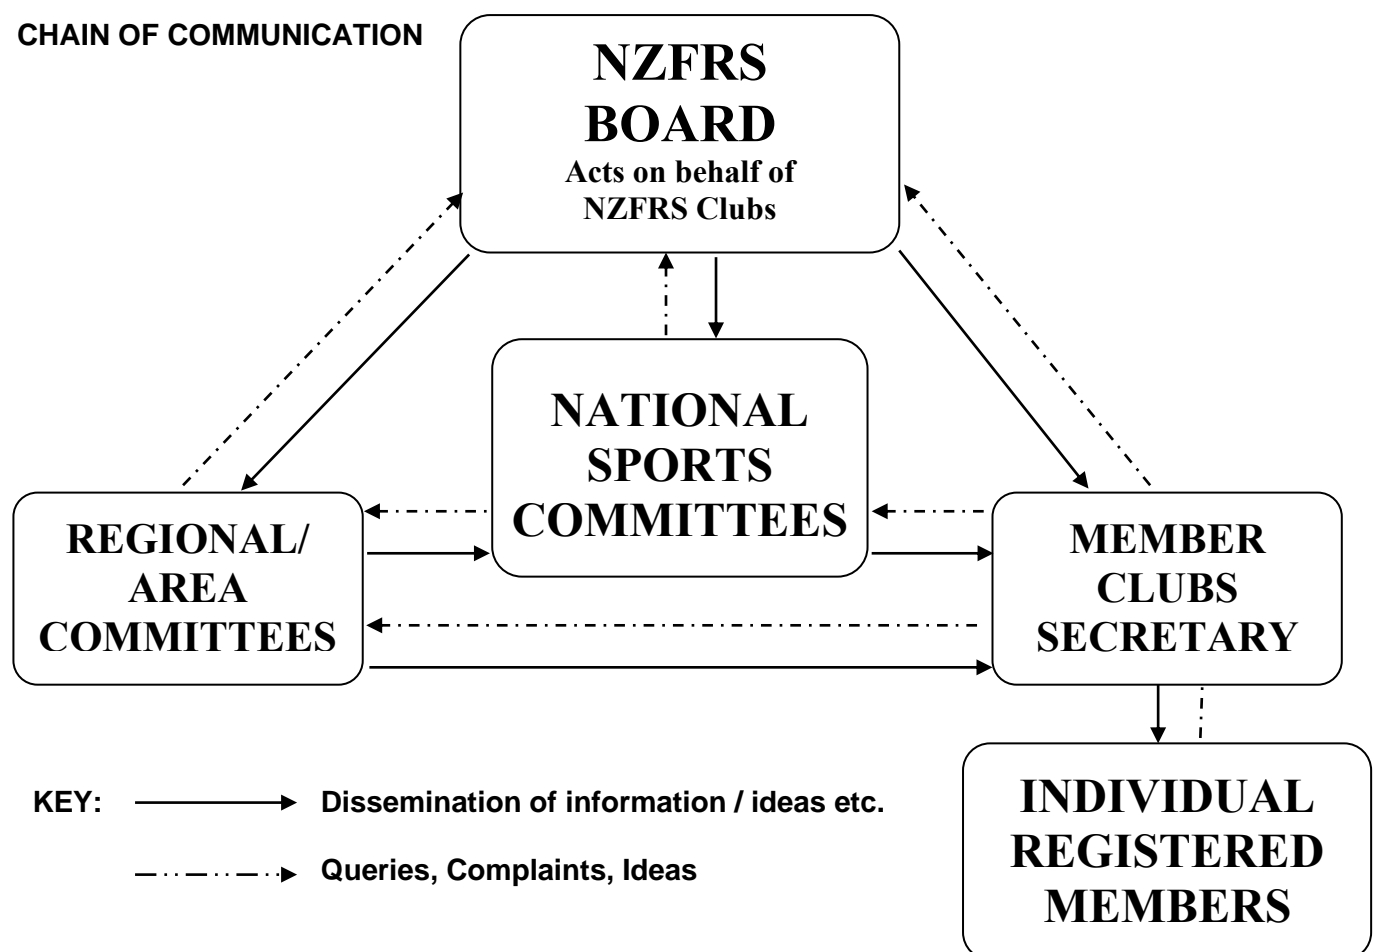 CHAIN OF COMMUNICATION
NZFRS
BOARD
Acts on behalf of
NZFRS Clubs
NATIONAL
SPORTS
COMMITTEES
REGIONAL/
AREA
COMMITTEES
MEMBER
CLUBS
SECRETARY
INDIVIDUAL
REGISTERED
MEMBERS
KEY:
Dissemination of information / ideas etc.
Queries, Complaints, Ideas